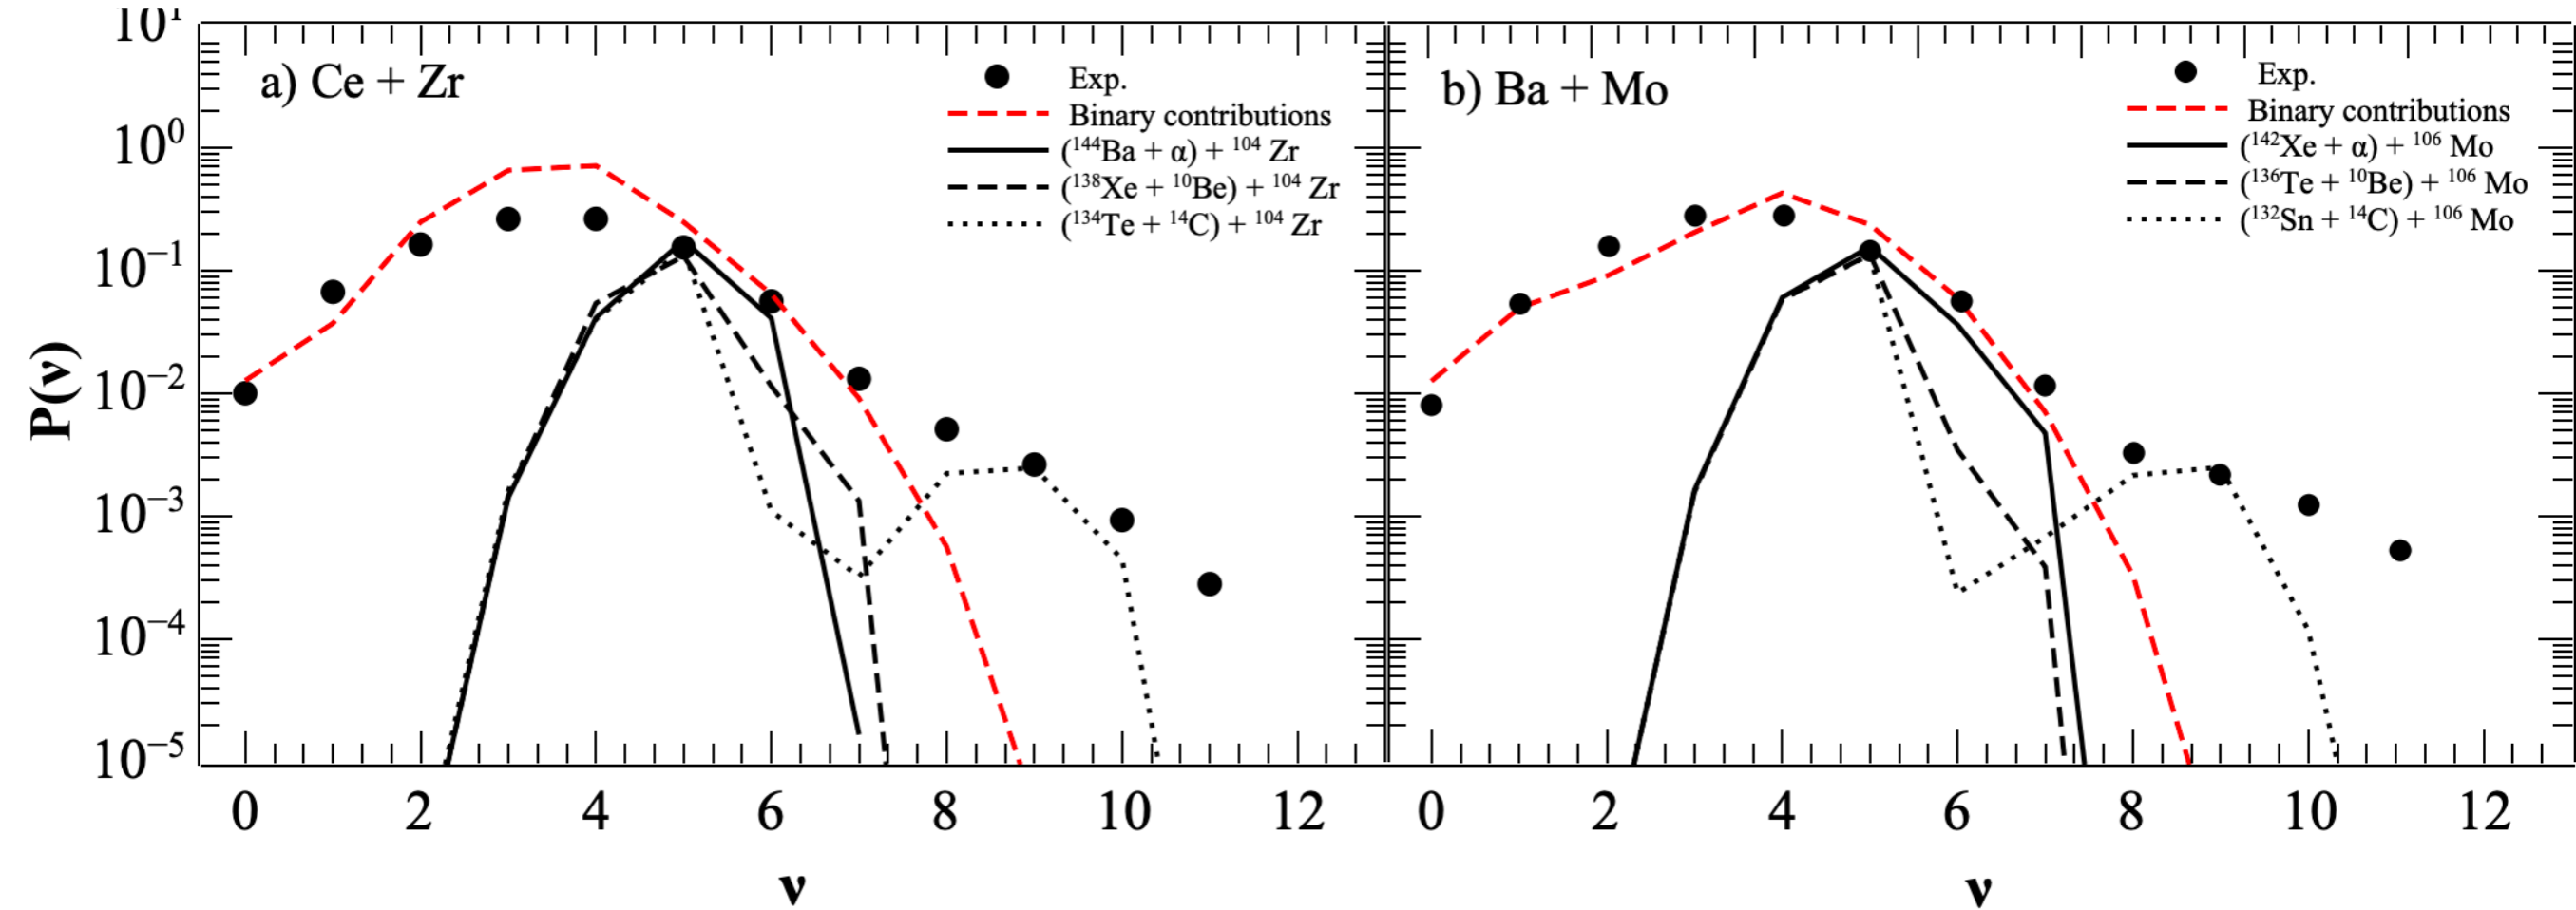 10¹
a) Ce + Zr
Exp.
Binary contributions
(¹⁴⁴Ba + α) + ¹⁰⁴ Zr
(¹³⁸Xe + ¹⁰Be) + ¹⁰⁴ Zr
(¹³⁴Te + ¹⁴C) + ¹⁰⁴ Zr
10⁰
10⁻¹
10⁻²
10⁻³
10⁻⁴
10⁻⁵
P(ν)
0 2 4 6 8 10 12
ν
b) Ba + Mo
Exp.
Binary contributions
(¹⁴²Xe + α) + ¹⁰⁶ Mo
(¹³⁶Te + ¹⁰Be) + ¹⁰⁶ Mo
(¹³²Sn + ¹⁴C) + ¹⁰⁶ Mo
0 2 4 6 8 10 12
ν